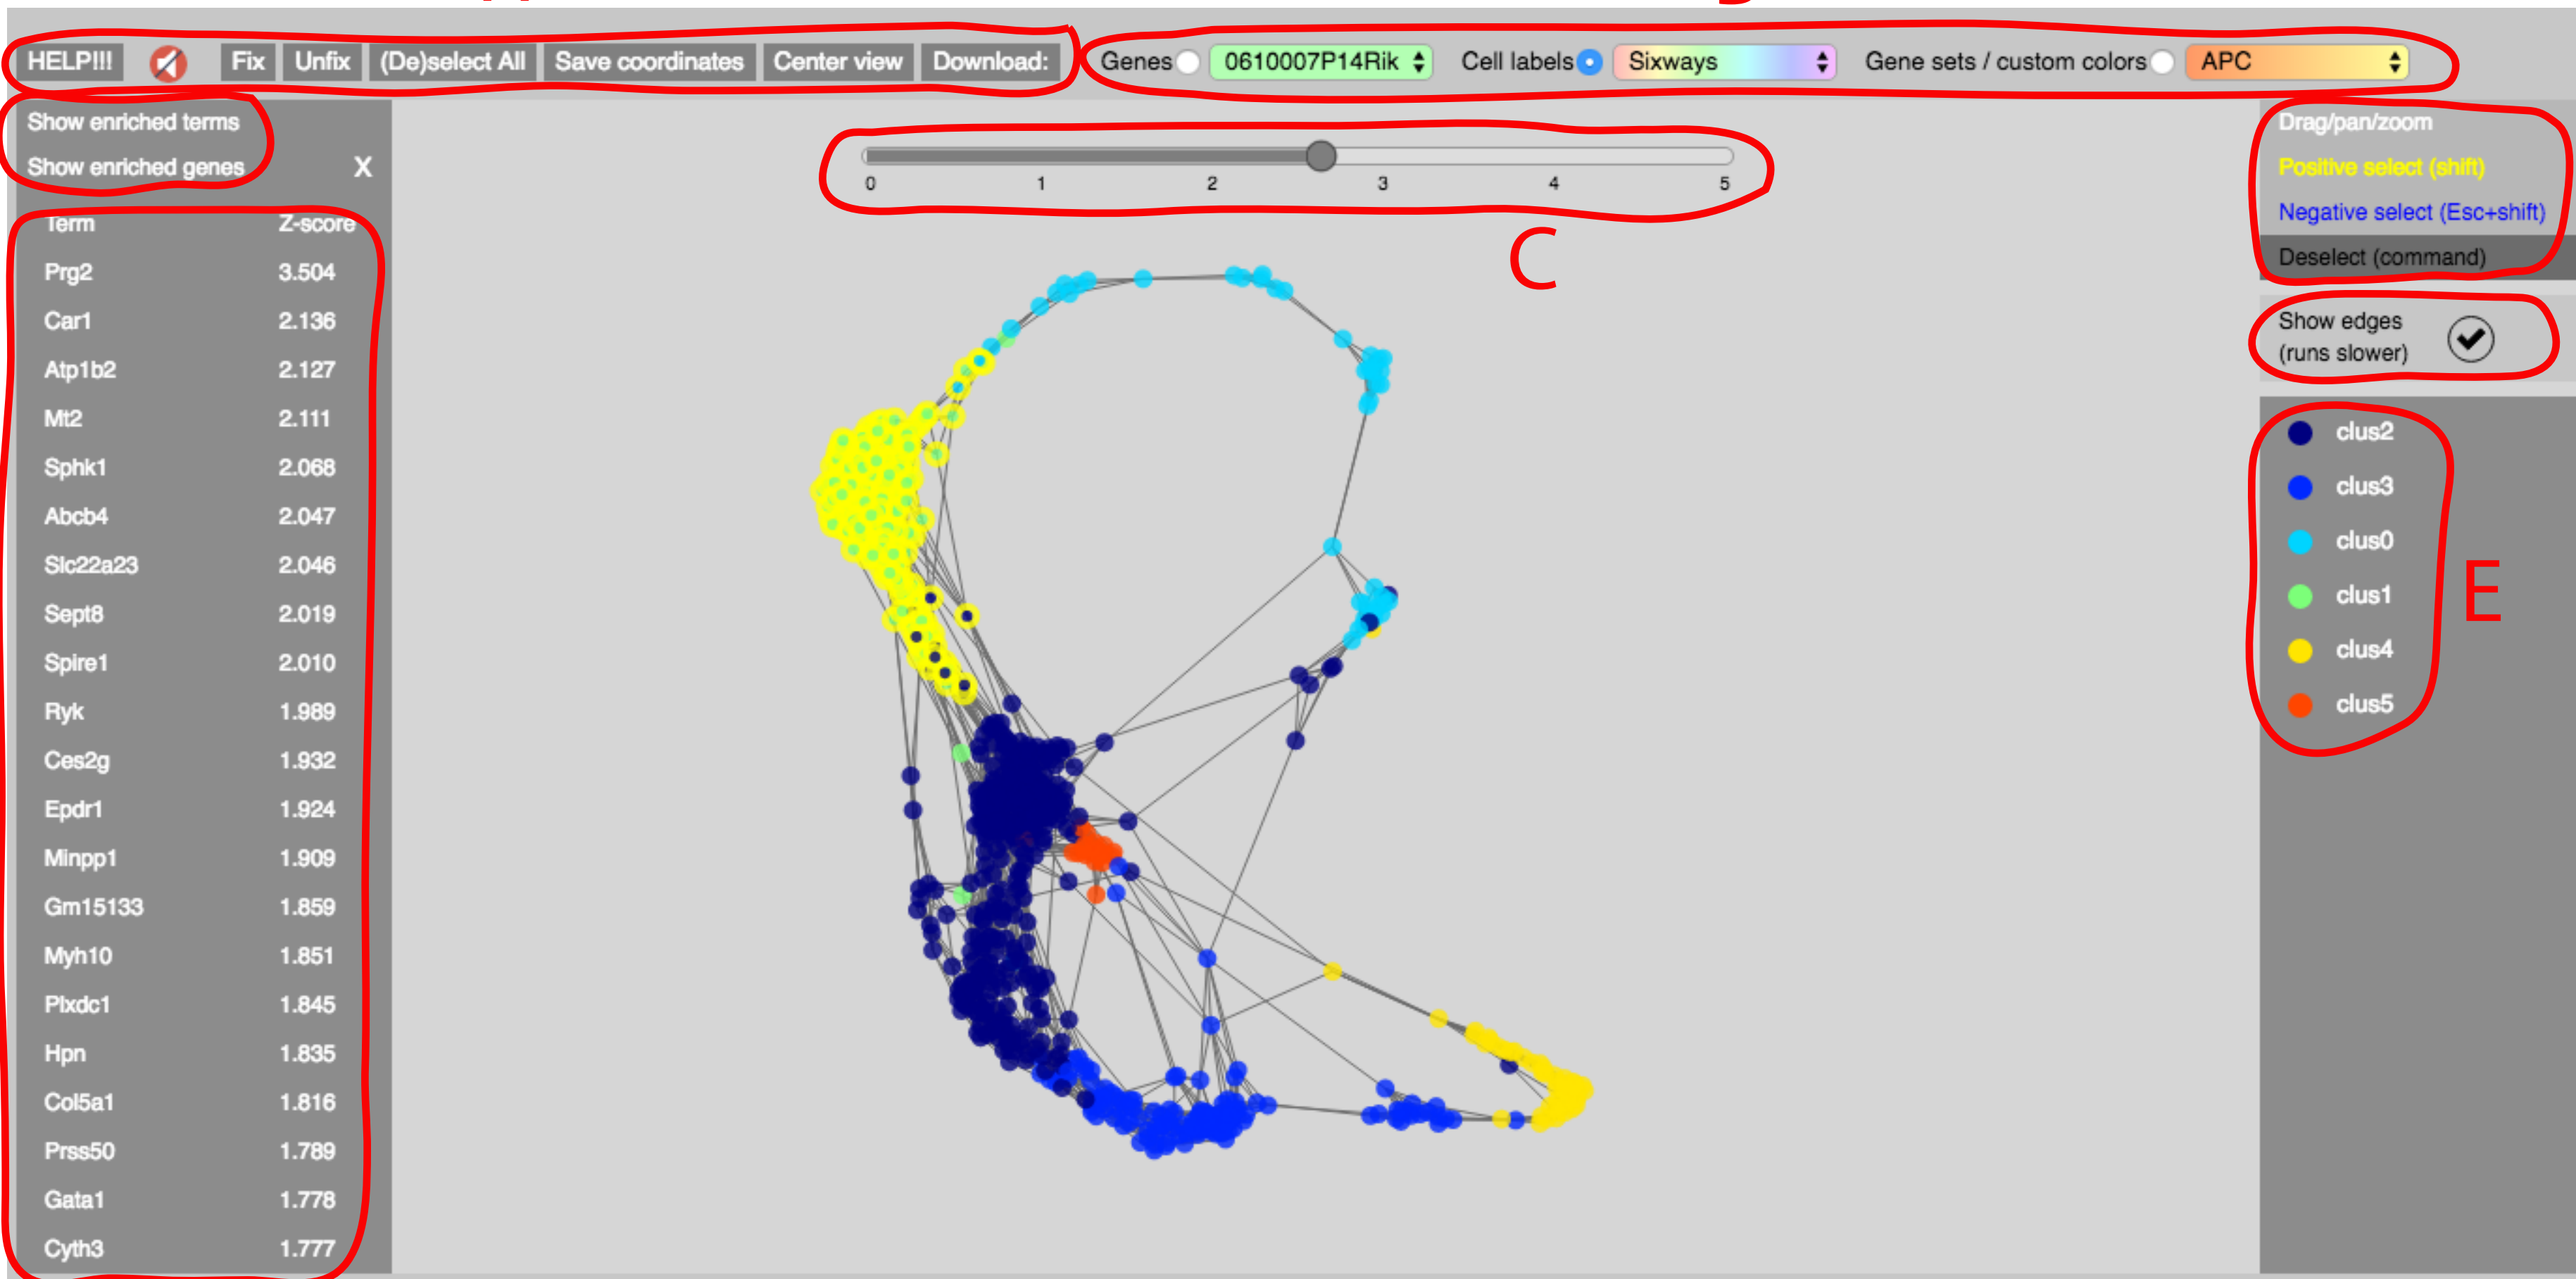 HELP!!! Fix Unfix (De)select All Save coordinates Center view Download: Genes 0610007P14Rik Cell labels Sixways Gene sets / custom colors APC
Show enriched terms
Show enriched genes X
Term Z-score
Prg2 3.504
Car1 2.136
Atp1b2 2.127
Mt2 2.111
Sphk1 2.068
Abcb4 2.047
Slc22a23 2.046
Sept8 2.019
Spire1 2.010
Ryk 1.989
Ces2g 1.932
Epdr1 1.924
Minpp1 1.909
Gm15133 1.859
Myh10 1.851
Plxdc1 1.845
Hpn 1.835
Col5a1 1.816
Prss50 1.789
Gata1 1.778
Cyth3 1.777
0 1 2 3 4 5
C
Drag/pan/zoom
Positive select (shift)
Negative select (Esc+shift)
Deselect (command)
Show edges
(runs slower)
clus2
clus3
clus0
clus1
clus4
clus5
E